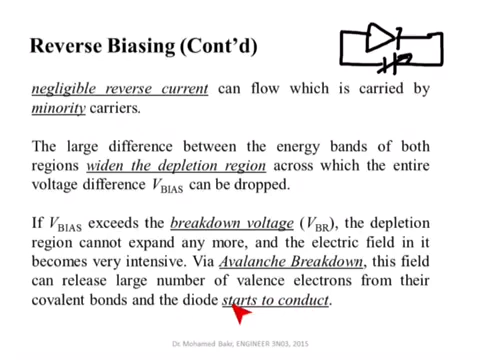 Reverse Biasing (Cont’d)
negligible reverse current can flow which is carried by
minority carriers.
The large difference between the energy bands of both
regions widen the depletion region across which the entire
voltage difference VBIAS can be dropped.
If VBIAS exceeds the breakdown voltage (VBR), the depletion
region cannot expand any more, and the electric field in it
becomes very intensive. Via Avalanche Breakdown, this field
can release large number of valence electrons from their
covalent bonds and the diode starts to conduct.
Dr. Mohamed Bakr, ENGINEER 3N03, 2015